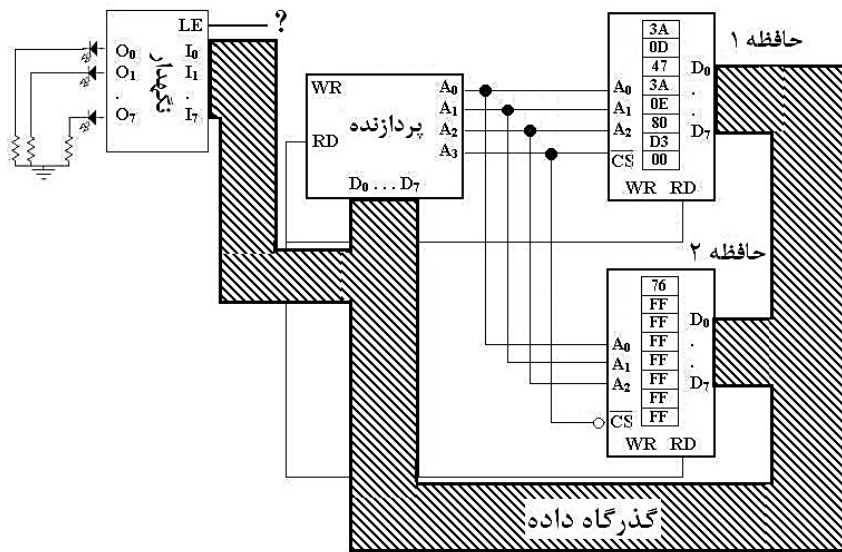 LE ?
O₀ I₀
O₁ I₁
. .
O₇ I₇
نگهدار
WR
RD
پردازنده
A₀
A₁
A₂
A₃
D₀ . . . D₇
حافظه ۱
3A
0D
47
3A
0E
80
D3
00
A₀
A₁
A₂
C̅S̅
D₀
.
.
D₇
WR RD
حافظه ۲
76
FF
FF
FF
FF
FF
FF
FF
A₀
A₁
A₂
C̅S̅
D₀
.
.
D₇
WR RD
گذرگاه داده